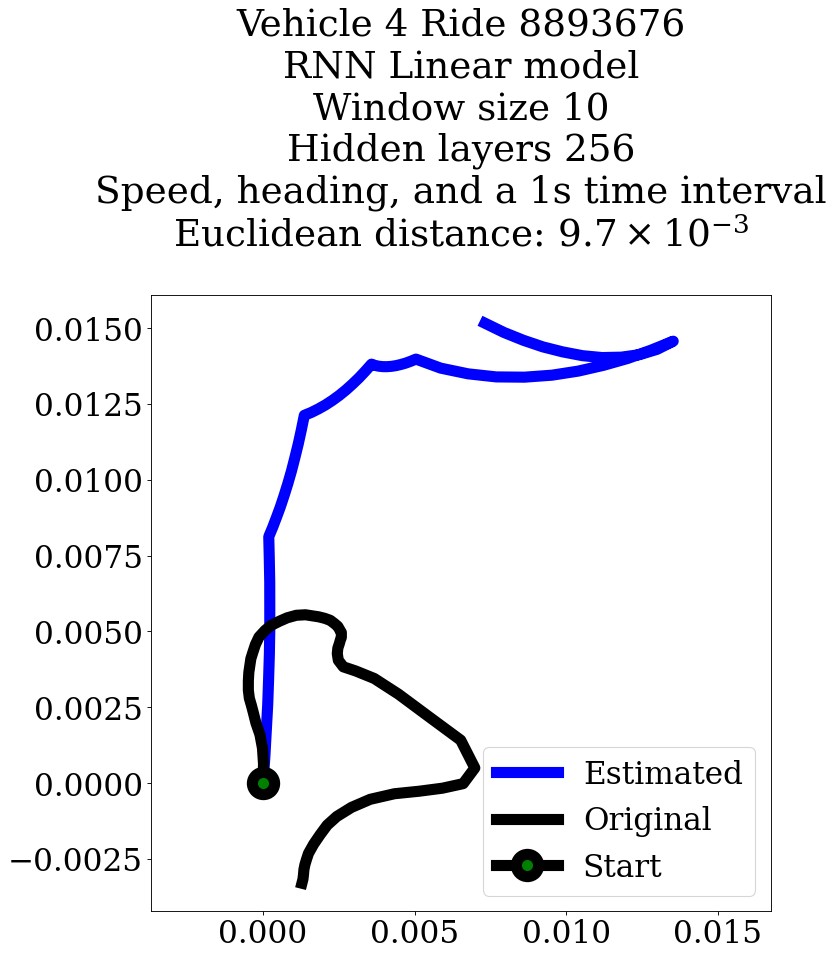 Vehicle 4 Ride 8893676
RNN Linear model
Window size 10
Hidden layers 256
Speed, heading, and a 1s time interval
Euclidean distance: 9.7 × 10⁻³
0.0150
0.0125
0.0100
0.0075
0.0050
0.0025
0.0000
−0.0025
Estimated
Original
Start
0.000 0.005 0.010 0.015